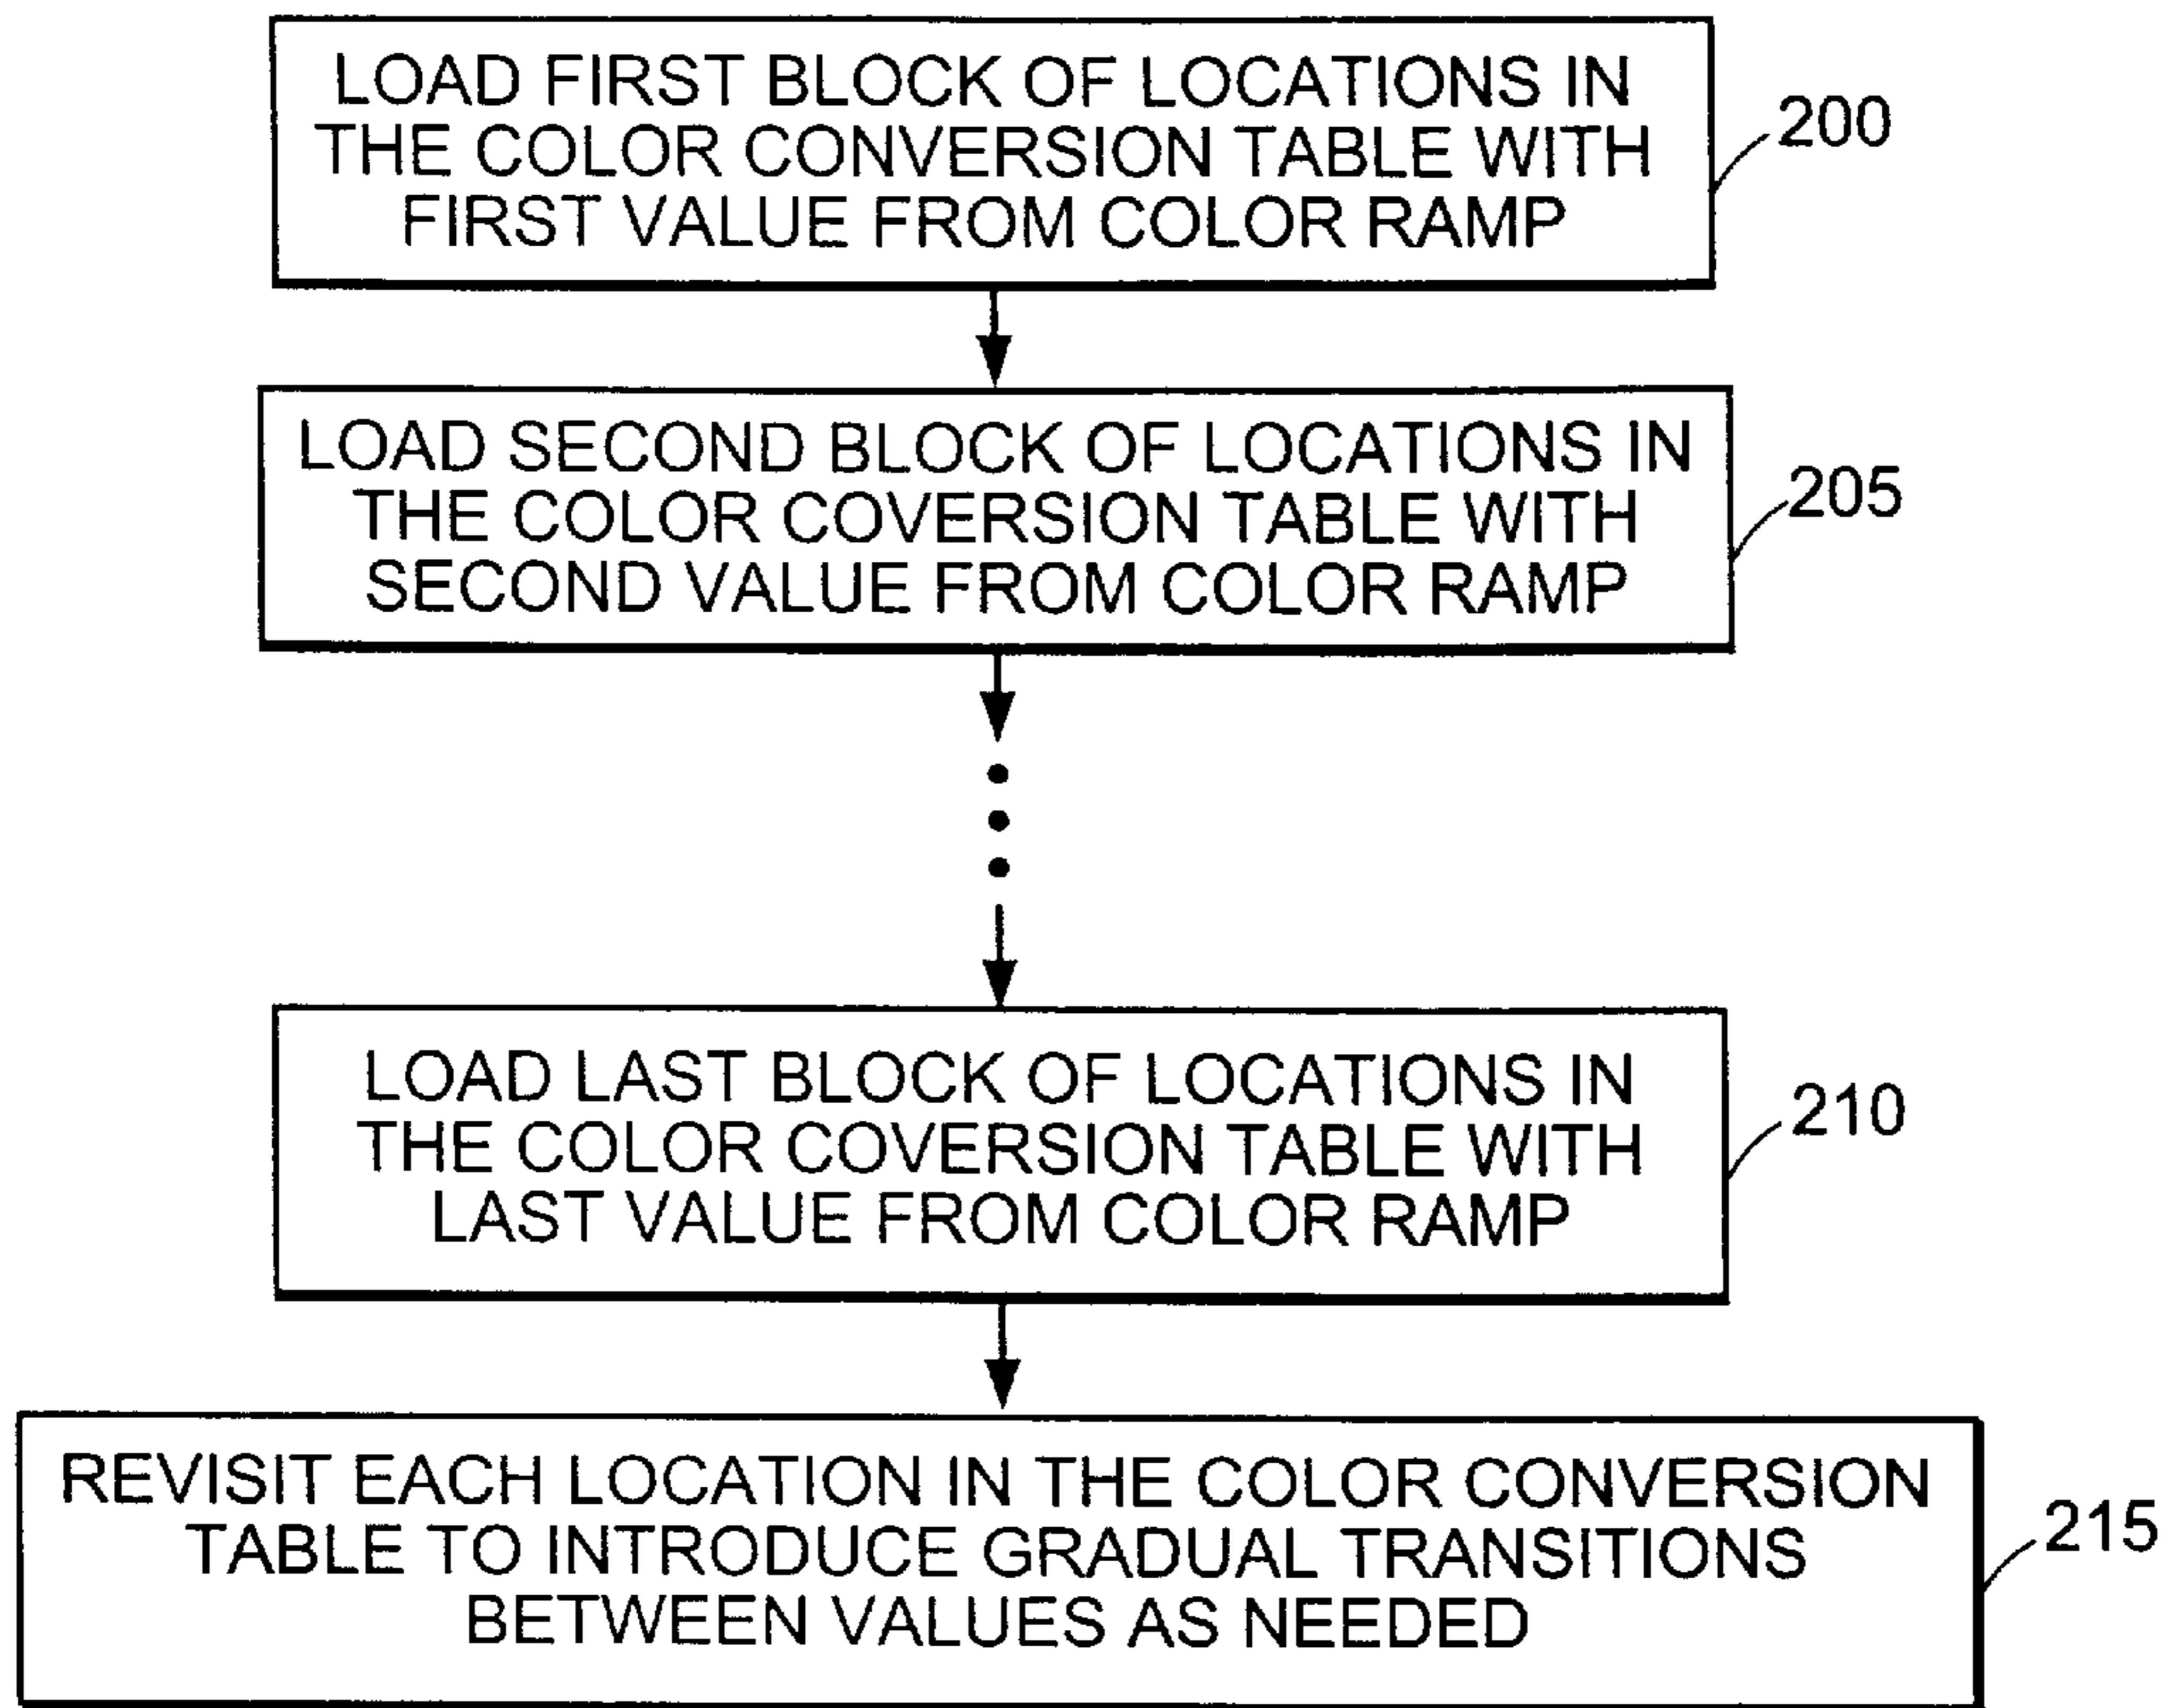 LOAD FIRST BLOCK OF LOCATIONS IN
THE COLOR CONVERSION TABLE WITH
FIRST VALUE FROM COLOR RAMP
200
LOAD SECOND BLOCK OF LOCATIONS IN
THE COLOR COVERSION TABLE WITH
SECOND VALUE FROM COLOR RAMP
205
LOAD LAST BLOCK OF LOCATIONS IN
THE COLOR COVERSION TABLE WITH
LAST VALUE FROM COLOR RAMP
210
REVISIT EACH LOCATION IN THE COLOR CONVERSION
TABLE TO INTRODUCE GRADUAL TRANSITIONS
BETWEEN VALUES AS NEEDED
215